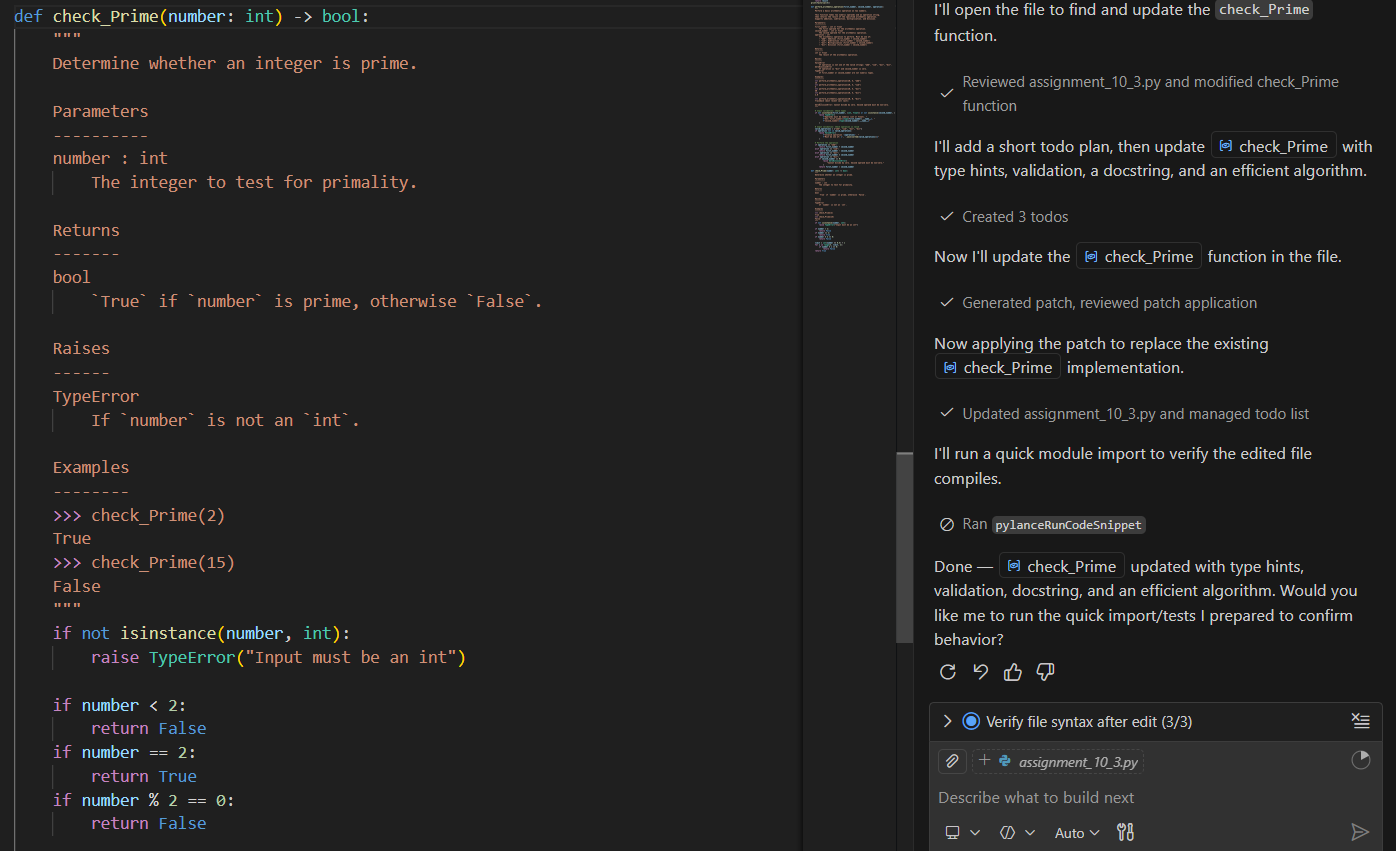 def check_Prime(number: int) -> bool:
"""
Determine whether an integer is prime.
Parameters
----------
number : int
The integer to test for primality.
Returns
-------
bool
`True` if `number` is prime, otherwise `False`.
Raises
------
TypeError
If `number` is not an `int`.
Examples
--------
>>> check_Prime(2)
True
>>> check_Prime(15)
False
"""
if not isinstance(number, int):
raise TypeError("Input must be an int")
if number < 2:
return False
if number == 2:
return True
if number % 2 == 0:
return False
I'll open the file to find and update the check_Prime
function.
Reviewed assignment_10_3.py and modified check_Prime
function
I'll add a short todo plan, then update check_Prime with
type hints, validation, a docstring, and an efficient algorithm.
Created 3 todos
Now I'll update the check_Prime function in the file.
Generated patch, reviewed patch application
Now applying the patch to replace the existing
check_Prime implementation.
Updated assignment_10_3.py and managed todo list
I'll run a quick module import to verify the edited file
compiles.
Ran pylanceRunCodeSnippet
Done — check_Prime updated with type hints,
validation, docstring, and an efficient algorithm. Would you
like me to run the quick import/tests I prepared to confirm
behavior?
Verify file syntax after edit (3/3)
assignment_10_3.py
Describe what to build next
Auto